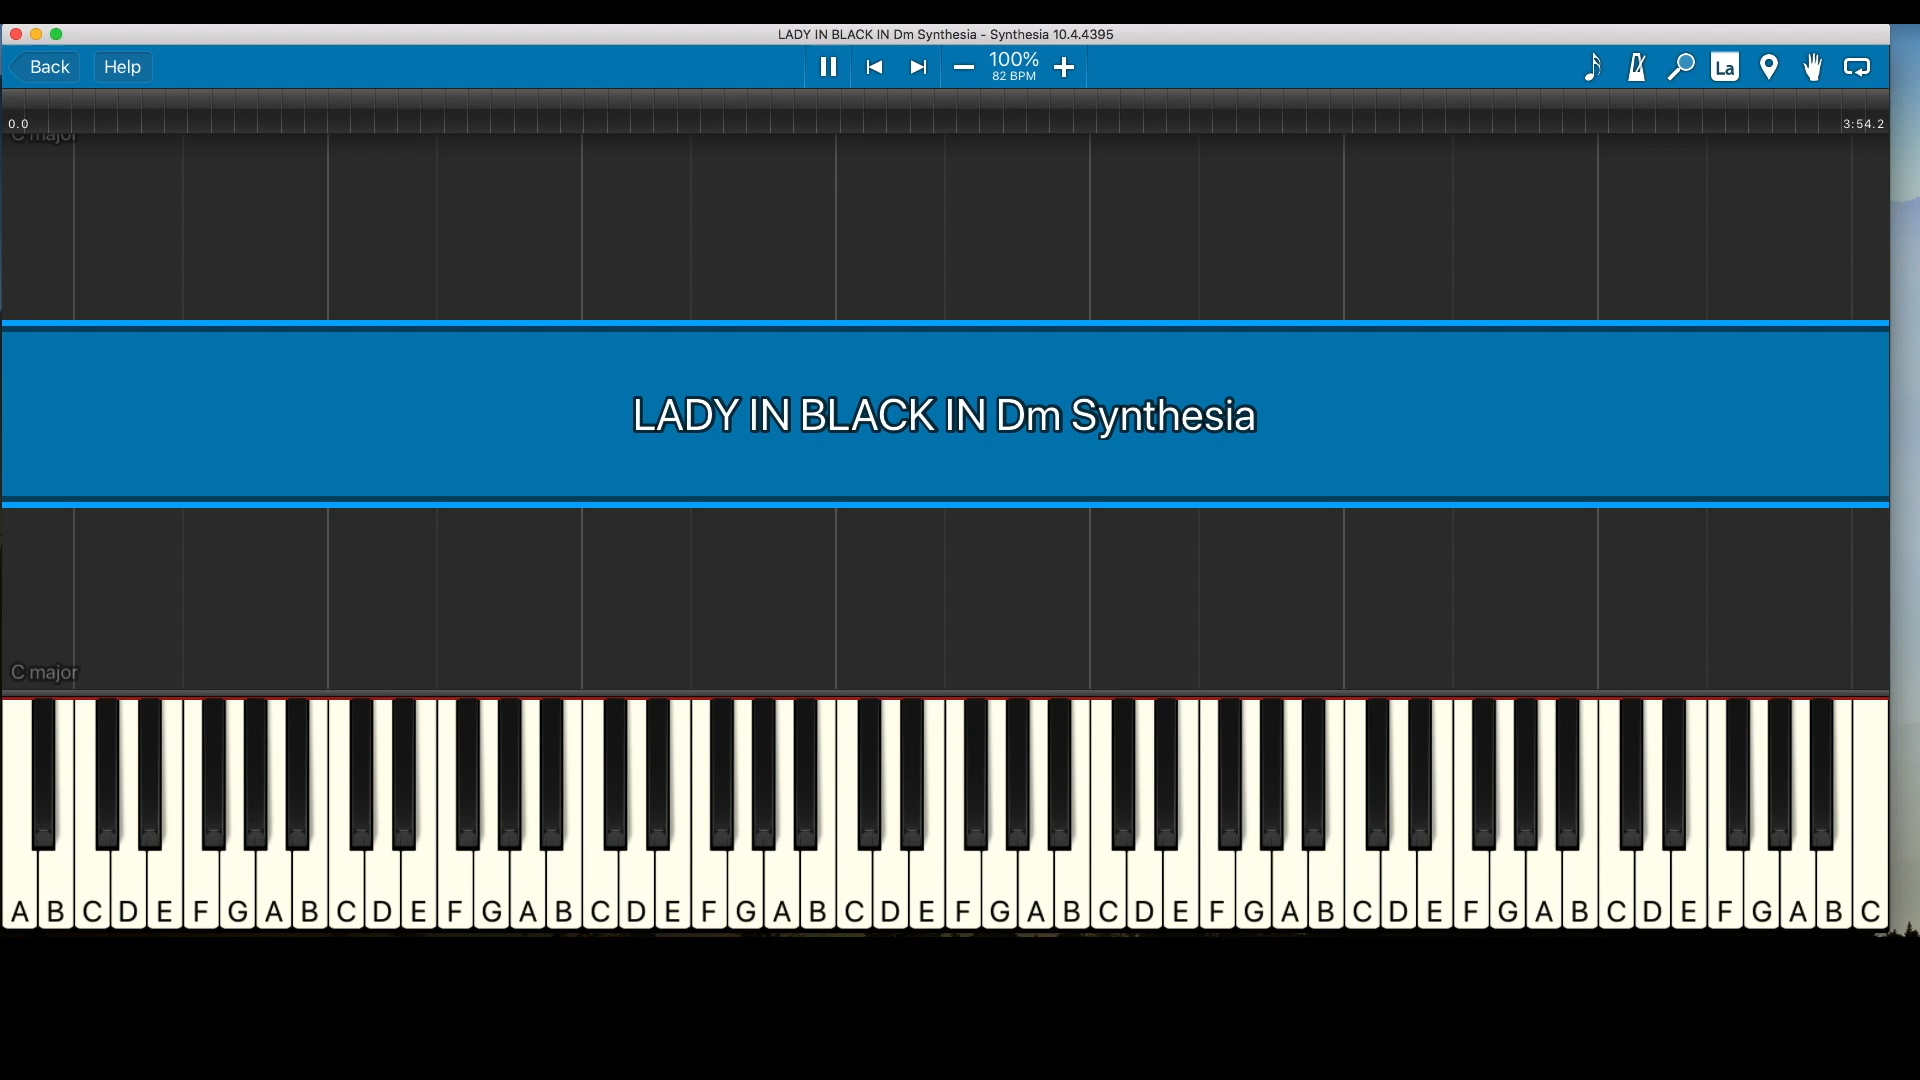 LADY IN BLACK IN Dm Synthesia - Synthesia 10.4.4395
Back Help 100% La
82 BPM
0.0 3:54.2
C major
LADY IN BLACK IN Dm Synthesia
C major
A B C D E F G A B C D E F G A B C D E F G A B C D E F G A B C D E F G A B C D E F G A B C D E F G A B C